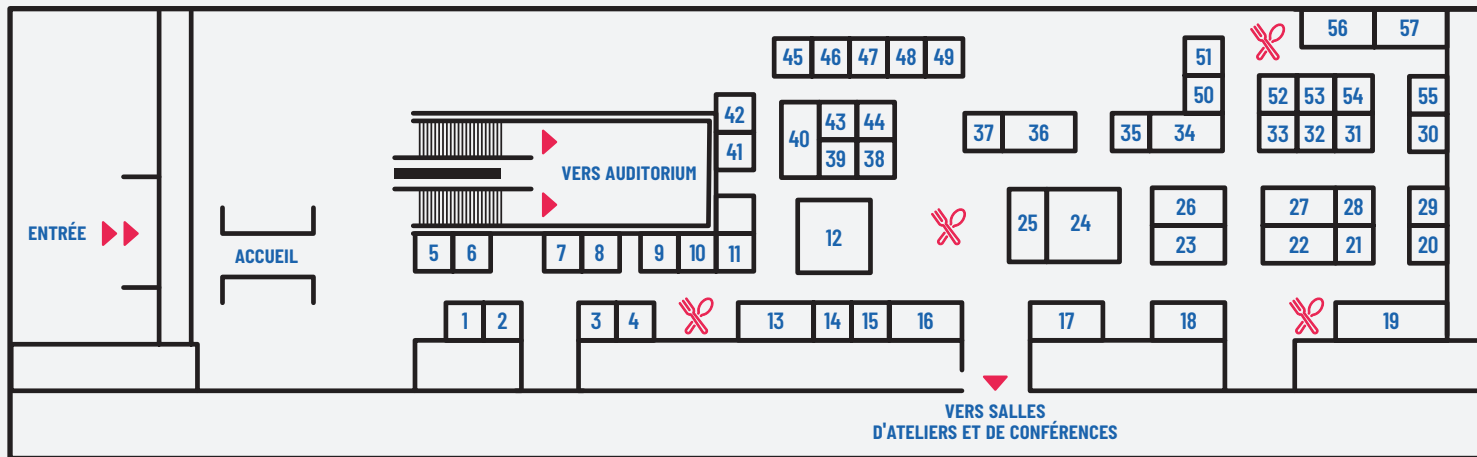 56 57
45 46 47 48 49
51
50
52 53 54
55
42
41
40
43 44
39 38
37 36
35 34
33 32 31
30
VERS AUDITORIUM
ENTRÉE
ACCUEIL
5 6
7 8
9 10 11
12
25 24
26
23
27 28
22 21
29
20
1 2
3 4
13 14 15 16
17
18
19
VERS SALLES
D'ATELIERS ET DE CONFÉRENCES